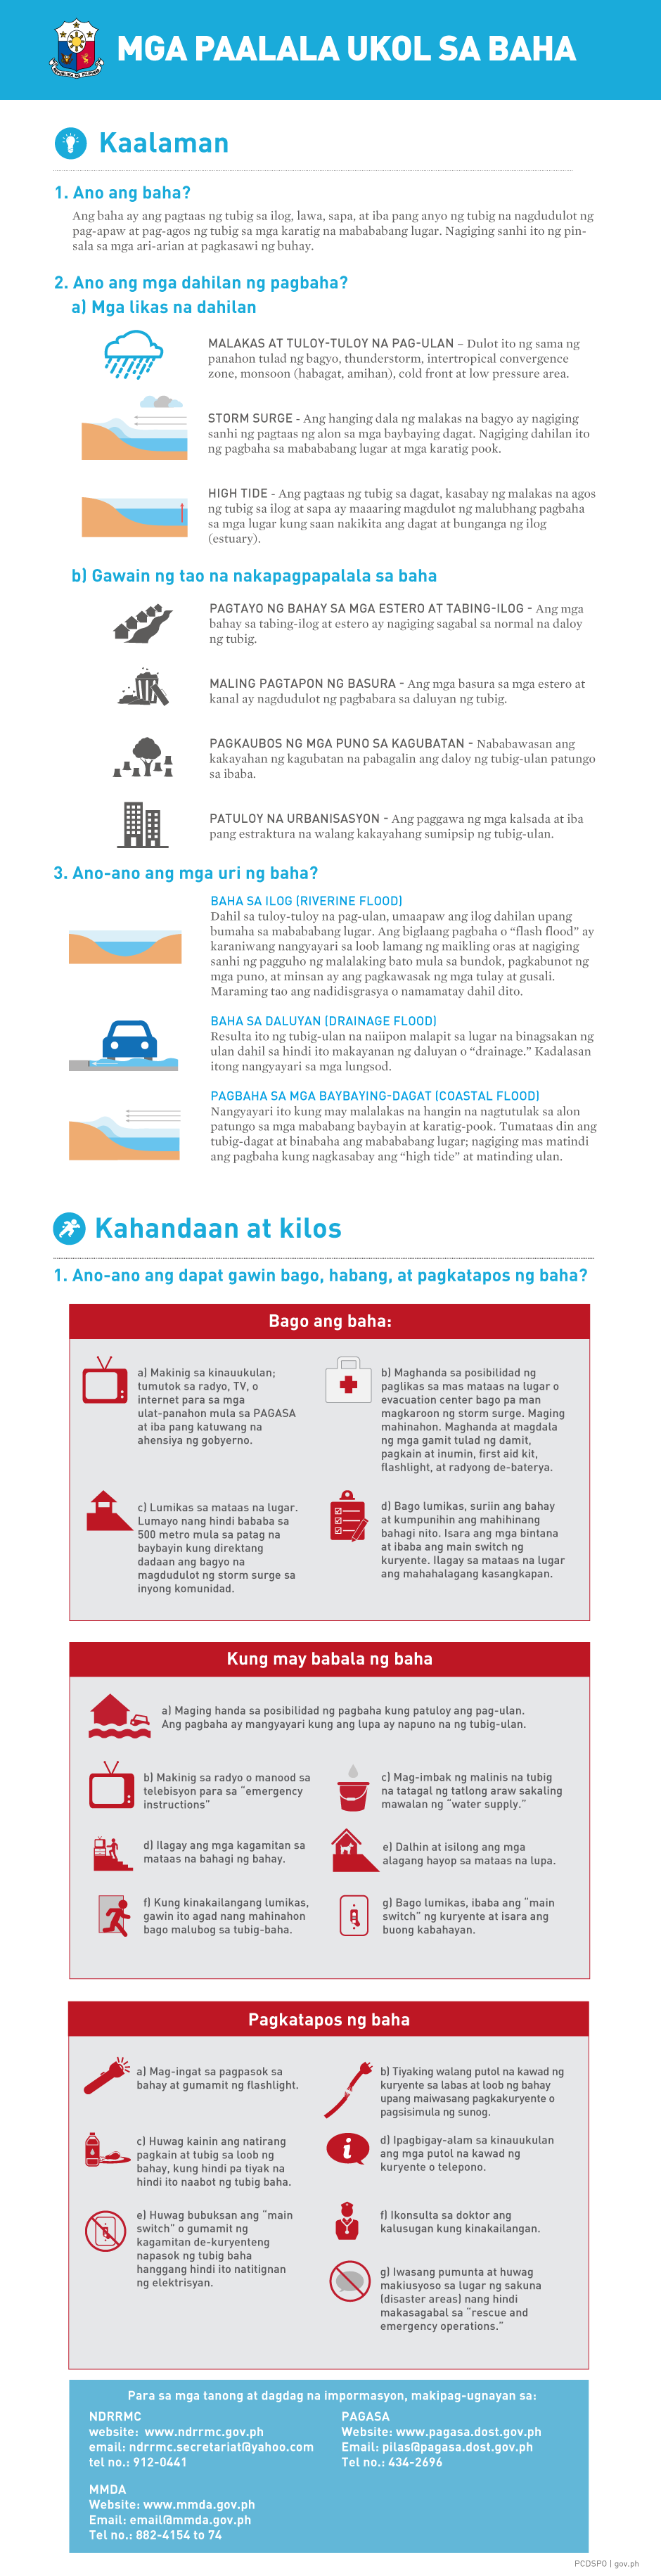 MGA PAALALA UKOL SA BAHA
Kaalaman
1. Ano ang baha?
Ang baha ay ang pagtaas ng tubig sa ilog, lawa, sapa, at iba pang anyo ng tubig na nagdudulot ng
pag-apaw at pag-agos ng tubig sa mga karatig na mababababng lugar. Nagiging sanhi ito ng pin-
sala sa mga ari-arian at pagkasawi ng buhay.
2. Ano ang mga dahilan ng pagbaha?
a) Mga likas na dahilan
MALAKAS AT TULOY-TULOY NA PAG-ULAN – Dulot ito ng sama ng
panahon tulad ng bagyo, thunderstorm, intertropical convergence
zone, monsoon (habagat, amihan), cold front at low pressure area.
STORM SURGE - Ang hanging dala ng malakas na bagyo ay nagiging
sanhi ng pagtaas ng alon sa mga baybaying dagat. Nagiging dahilan ito
ng pagbaha sa mabababang lugar at mga karatig pook.
HIGH TIDE - Ang pagtaas ng tubig sa dagat, kasabay ng malakas na agos
ng tubig sa ilog at sapa ay maaaring magdulot ng malubhang pagbaha
sa mga lugar kung saan nakikita ang dagat at bunganga ng ilog
(estuary).
b) Gawain ng tao na nakapagpapalala sa baha
PAGTAYO NG BAHAY SA MGA ESTERO AT TABING-ILOG - Ang mga
bahay sa tabing-ilog at estero ay nagiging sagabal sa normal na daloy
ng tubig.
MALING PAGTAPON NG BASURA - Ang mga basura sa mga estero at
kanal ay nagdudulot ng pagbabara sa daluyan ng tubig.
PAGKAUBOS NG MGA PUNO SA KAGUBATAN - Nababawasan ang
kakayahan ng kagubatan na pabagalin ang daloy ng tubig-ulan patungo
sa ibaba.
PATULOY NA URBANISASYON - Ang paggawa ng mga kalsada at iba
pang estraktura na walang kakayahang sumipsip ng tubig-ulan.
3. Ano-ano ang mga uri ng baha?
BAHA SA ILOG (RIVERINE FLOOD)
Dahil sa tuloy-tuloy na pag-ulan, umaapaw ang ilog dahilan upang
bumaha sa mabababang lugar. Ang biglaang pagbaha o “flash flood” ay
karaniwang nangyayari sa loob lamang ng maikling oras at nagiging
sanhi ng pagguho ng malalaking bato mula sa bundok, pagkabunot ng
mga puno, at minsan ay ang pagkawasak ng mga tulay at gusali.
Maraming tao ang nadidisgrasya o namamatay dahil dito.
BAHA SA DALUYAN (DRAINAGE FLOOD)
Resulta ito ng tubig-ulan na naiipon malapit sa lugar na binagsakan ng
ulan dahil sa hindi ito makayanan ng daluyan o “drainage.” Kadalasan
itong nangyayari sa mga lungsod.
PAGBAHA SA MGA BAYBAYING-DAGAT (COASTAL FLOOD)
Nangyayari ito kung may malalakas na hangin na nagtutulak sa alon
patungo sa mga mababang baybayin at karatig-pook. Tumataas din ang
tubig-dagat at binabaha ang mabababang lugar; nagiging mas matindi
ang pagbaha kung nagkasabay ang “high tide” at matinding ulan.
Kahandaan at kilos
1. Ano-ano ang dapat gawin bago, habang, at pagkatapos ng baha?
Bago ang baha:
a) Makinig sa kinauukulan;
tumutok sa radyo, TV, o
internet para sa mga
ulat-panahon mula sa PAGASA
at iba pang katuwang na
ahensiya ng gobyerno.
b) Maghanda sa posibilidad ng
paglikas sa mas mataas na lugar o
evacuation center bago pa man
magkaroon ng storm surge. Maging
mahinahon. Maghanda at magdala
ng mga gamit tulad ng damit,
pagkain at inumin, first aid kit,
flashlight, at radyong de-baterya.
c) Lumikas sa mataas na lugar.
Lumayo nang hindi bababa sa
500 metro mula sa patag na
baybayin kung direktang
dadaan ang bagyo na
magdudulot ng storm surge sa
inyong komunidad.
d) Bago lumikas, suriin ang bahay
at kumpunihin ang mahihinang
bahagi nito. Isara ang mga bintana
at ibaba ang main switch ng
kuryente. Ilagay sa mataas na lugar
ang mahahalagang kasangkapan.
Kung may babala ng baha
a) Maging handa sa posibilidad ng pagbaha kung patuloy ang pag-ulan.
Ang pagbaha ay mangyayari kung ang lupa ay napuno na ng tubig-ulan.
b) Makinig sa radyo o manood sa
telebisyon para sa “emergency
instructions”
c) Mag-imbak ng malinis na tubig
na tatagal ng tatlong araw sakaling
mawalan ng “water supply.”
d) Ilagay ang mga kagamitan sa
mataas na bahagi ng bahay.
e) Dalhin at isilong ang mga
alagang hayop sa mataas na lupa.
f) Kung kinakailangang lumikas,
gawin ito agad nang mahinahon
bago malubog sa tubig-baha.
g) Bago lumikas, ibaba ang “main
switch” ng kuryente at isara ang
buong kabahayan.
Pagkatapos ng baha
a) Mag-ingat sa pagpasok sa
bahay at gumamit ng flashlight.
b) Tiyaking walang putol na kawad ng
kuryente sa labas at loob ng bahay
upang maiwasang pagkakuryente o
pagsisimula ng sunog.
c) Huwag kainin ang natirang
pagkain at tubig sa loob ng
bahay, kung hindi pa tiyak na
hindi ito naabot ng tubig baha.
d) Ipagbigay-alam sa kinauukulan
ang mga putol na kawad ng
kuryente o telepono.
e) Huwag bubuksan ang “main
switch” o gumamit ng
kagamitan de-kuryenteng
napasok ng tubig baha
hanggang hindi ito natitignan
ng elektrisyan.
f) Ikonsulta sa doktor ang
kalusugan kung kinakailangan.
g) Iwasang pumunta at huwag
makiusyoso sa lugar ng sakuna
(disaster areas) nang hindi
makasagabal sa “rescue and
emergency operations.”
Para sa mga tanong at dagdag na impormasyon, makipag-ugnayan sa:
NDRRMC
website: www.ndrrmc.gov.ph
email: ndrrmc.secretariat@yahoo.com
tel no.: 912-0441
PAGASA
Website: www.pagasa.dost.gov.ph
Email: pilas@pagasa.dost.gov.ph
Tel no.: 434-2696
MMDA
Website: www.mmda.gov.ph
Email: email@mmda.gov.ph
Tel no.: 882-4154 to 74
PCDSPO | gov.ph